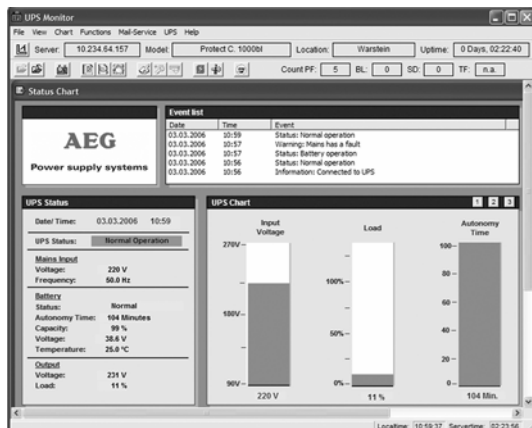 UPS Monitor
File View Chart Functions Mail-Service UPS Help
Server: 10.234.64.157 Model: Protect C. 1000bl Location: Warstein Uptime: 0 Days, 02:22:40
Count PF: 5 BL: 0 SD: 0 TF: n.a.
Status Chart
AEG
Power supply systems
Event list
Date Time Event
03.03.2006 10:59 Status: Normal operation
03.03.2006 10:57 Warning: Mains has a fault
03.03.2006 10:57 Status: Battery operation
03.03.2006 10:56 Status: Normal operation
03.03.2006 10:56 Information: Connected to UPS
UPS Status
Date/ Time: 03.03.2006 10:59
UPS Status: Normal Operation
Mains Input
Voltage: 220 V
Frequency: 50.0 Hz
Battery
Status: Normal
Autonomy Time: 104 Minutes
Capacity: 99 %
Voltage: 38.6 V
Temperature: 25.0 °C
Output
Voltage: 231 V
Load: 11 %
UPS Chart 1 2 3
Input Voltage
270V
180V
90V
220 V
Load
100%
50%
0%
11 %
Autonomy Time
100
80
60
40
20
0
104 Min.
Localtime: 10:59:37 Servertime: 02:23:56